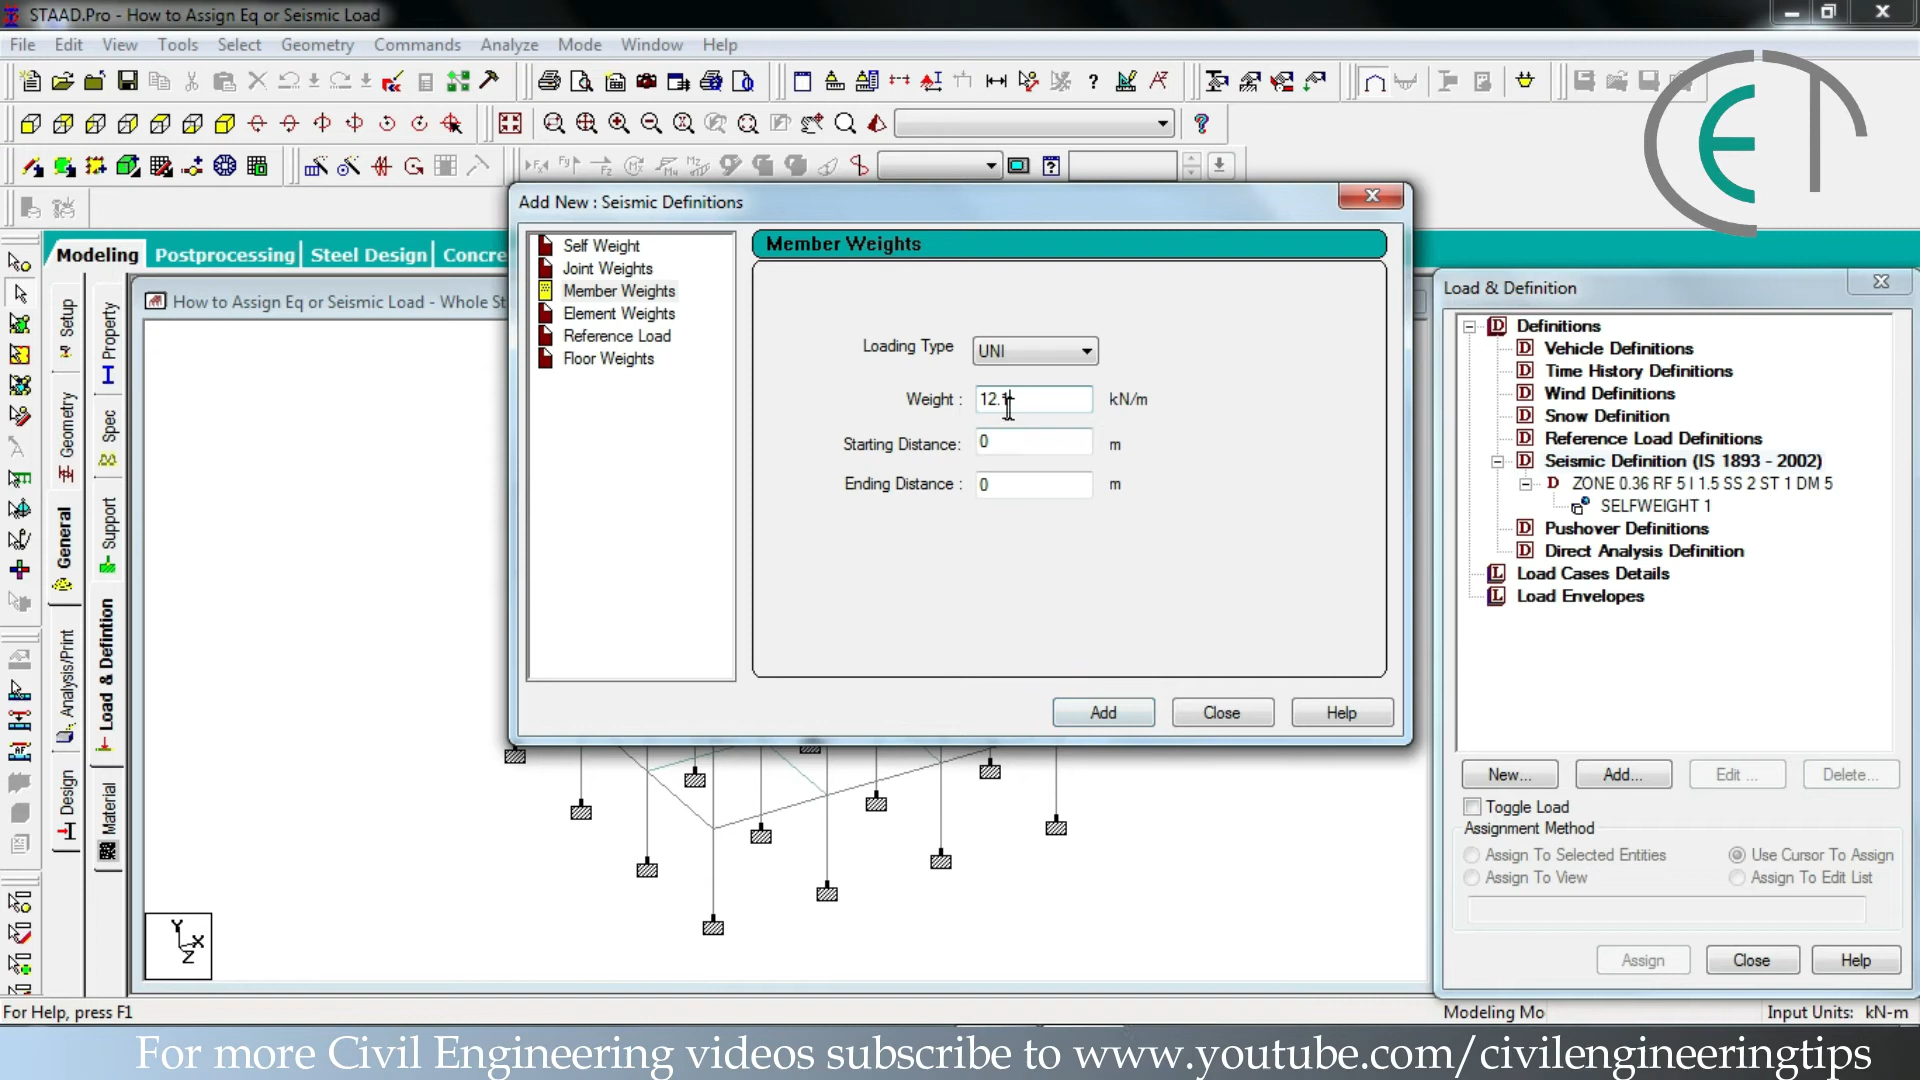 STAAD.Pro - How to Assign Eq or Seismic Load
File Edit View Tools Select Geometry Commands Analyze Mode Window Help
Modeling Postprocessing Steel Design Concre
How to Assign Eq or Seismic Load - Whole St
Setup
Geometry
General
Analysis/Print
Design
Property
Spec
Support
Load & Definition
Material
Add New : Seismic Definitions
Self Weight
Joint Weights
Member Weights
Element Weights
Reference Load
Floor Weights
Member Weights
Loading Type UNI
Weight : 12.1 kN/m
Starting Distance: 0 m
Ending Distance : 0 m
Add Close Help
Load & Definition
Definitions
Vehicle Definitions
Time History Definitions
Wind Definitions
Snow Definition
Reference Load Definitions
Seismic Definition (IS 1893 - 2002)
ZONE 0.36 RF 5 I 1.5 SS 2 ST 1 DM 5
SELFWEIGHT 1
Pushover Definitions
Direct Analysis Definition
Load Cases Details
Load Envelopes
New... Add... Edit ... Delete...
Toggle Load
Assignment Method
Assign To Selected Entities Use Cursor To Assign
Assign To View Assign To Edit List
Assign Close Help
Y
X
Z
For Help, press F1 Modeling Mo Input Units: kN-m
For more Civil Engineering videos subscribe to www.youtube.com/civilengineeringtips